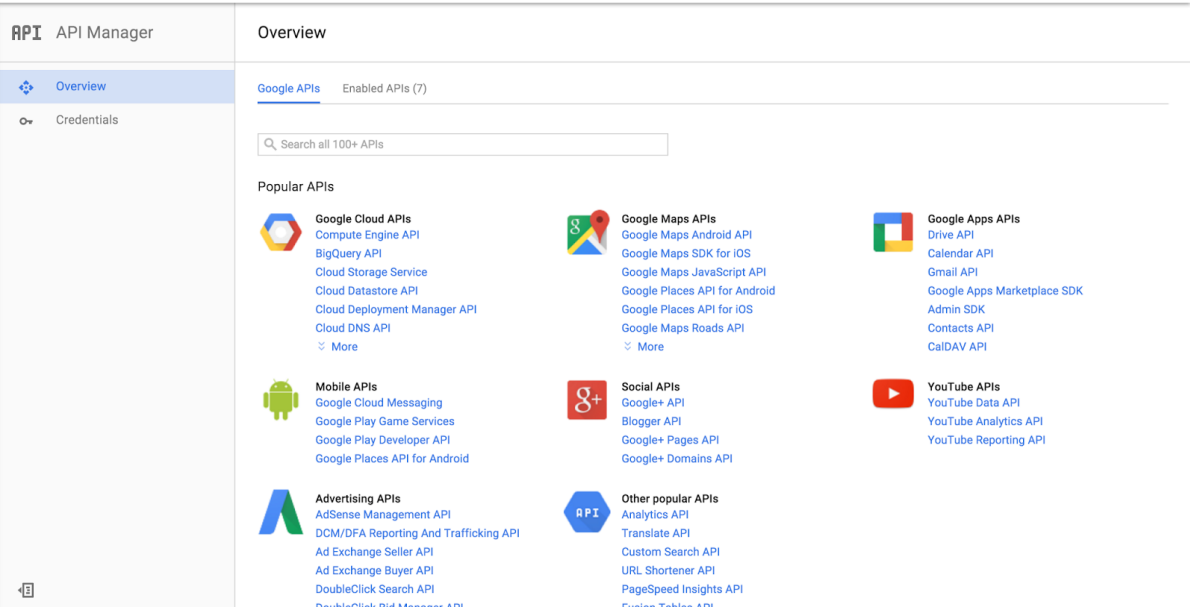 API API Manager
Overview
Overview
Credentials
Google APIs
Enabled APIs (7)
Search all 100+ APIs
Popular APIs
Google Cloud APIs
Compute Engine API
BigQuery API
Cloud Storage Service
Cloud Datastore API
Cloud Deployment Manager API
Cloud DNS API
More
Google Maps APIs
Google Maps Android API
Google Maps SDK for iOS
Google Maps JavaScript API
Google Places API for Android
Google Places API for iOS
Google Maps Roads API
More
Google Apps APIs
Drive API
Calendar API
Gmail API
Google Apps Marketplace SDK
Admin SDK
Contacts API
CalDAV API
Mobile APIs
Google Cloud Messaging
Google Play Game Services
Google Play Developer API
Google Places API for Android
g+
Social APIs
Google+ API
Blogger API
Google+ Pages API
Google+ Domains API
YouTube APIs
YouTube Data API
YouTube Analytics API
YouTube Reporting API
Advertising APIs
AdSense Management API
DCM/DFA Reporting And Trafficking API
Ad Exchange Seller API
Ad Exchange Buyer API
DoubleClick Search API
DoubleClick Bid Manager API
API
Other popular APIs
Analytics API
Translate API
Custom Search API
URL Shortener API
PageSpeed Insights API
Fusion Tables API